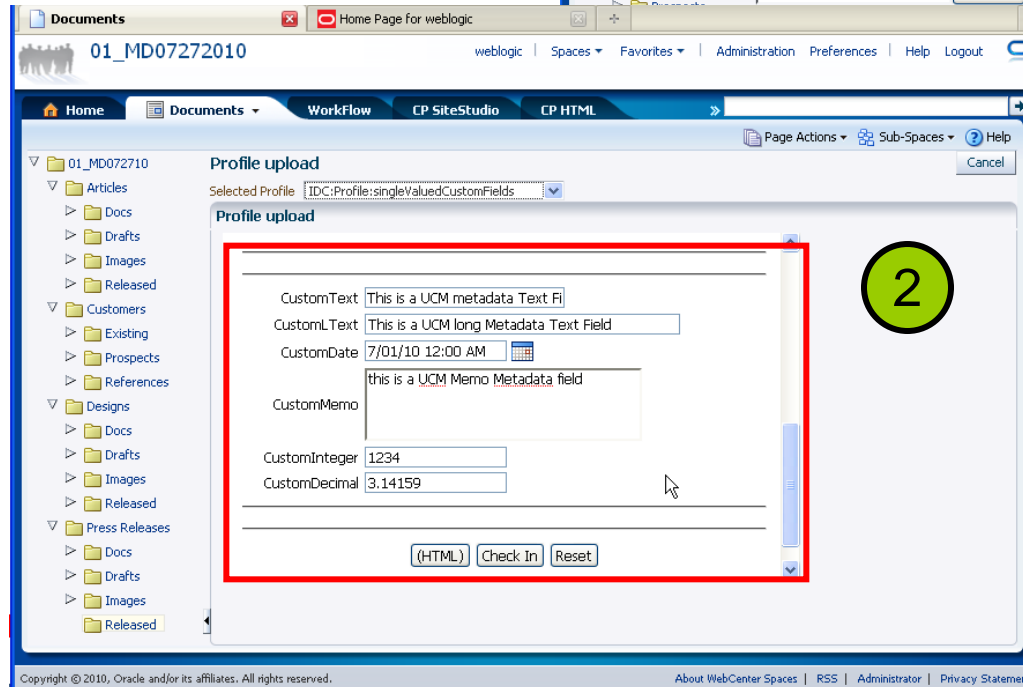 Documents
Home Page for weblogic
01_MD07272010
weblogic | Spaces | Favorites | Administration Preferences | Help Logout
Home Documents WorkFlow CP SiteStudio CP HTML »
Page Actions Sub-Spaces Help
01_MD072710
Articles
Docs
Drafts
Images
Released
Customers
Existing
Prospects
References
Designs
Docs
Drafts
Images
Released
Press Releases
Docs
Drafts
Images
Released
Profile upload
Cancel
Selected Profile IDC:Profile:singleValuedCustomFields
Profile upload
CustomText This is a UCM metadata Text Fi
CustomLText This is a UCM long Metadata Text Field
CustomDate 7/01/10 12:00 AM
CustomMemo this is a UCM Memo Metadata field
CustomInteger 1234
CustomDecimal 3.14159
(HTML) Check In Reset
2
Copyright © 2010, Oracle and/or its affiliates. All rights reserved.
About WebCenter Spaces | RSS | Administrator | Privacy Stateme